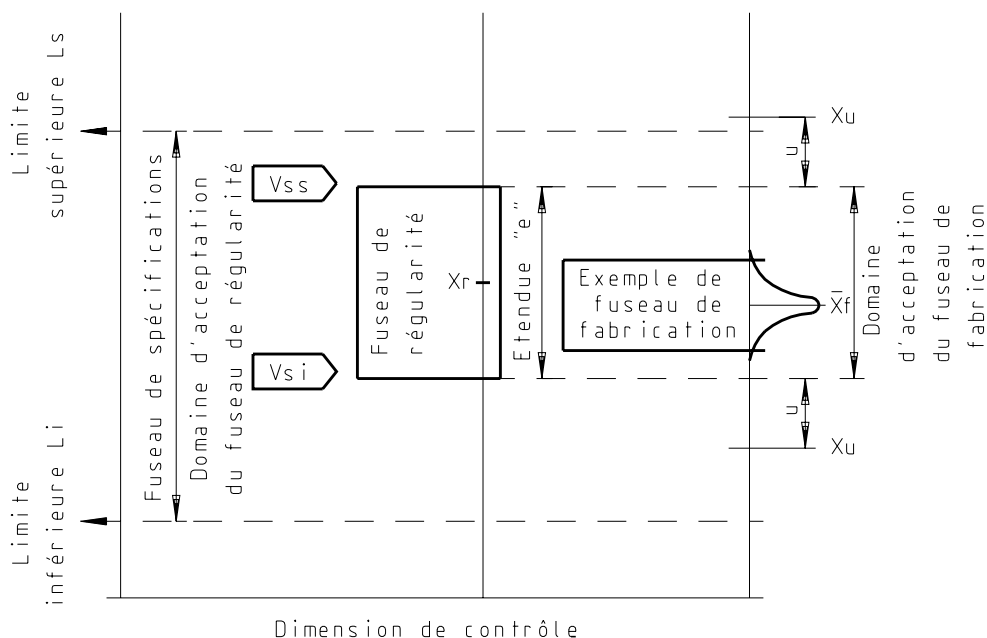 Limite
supérieure Ls
Limite
inférieure Li
Fuseau de spécifications
Domaine d'acceptation
du fuseau de régularité
Vss
Vsi
Fuseau de
régularité
Xr
Etendue "e"
Exemple de
fuseau de
fabrication
Xu
u
X̅f
u
Xu
Domaine
d'acceptation
du fuseau de
fabrication
Dimension de contrôle